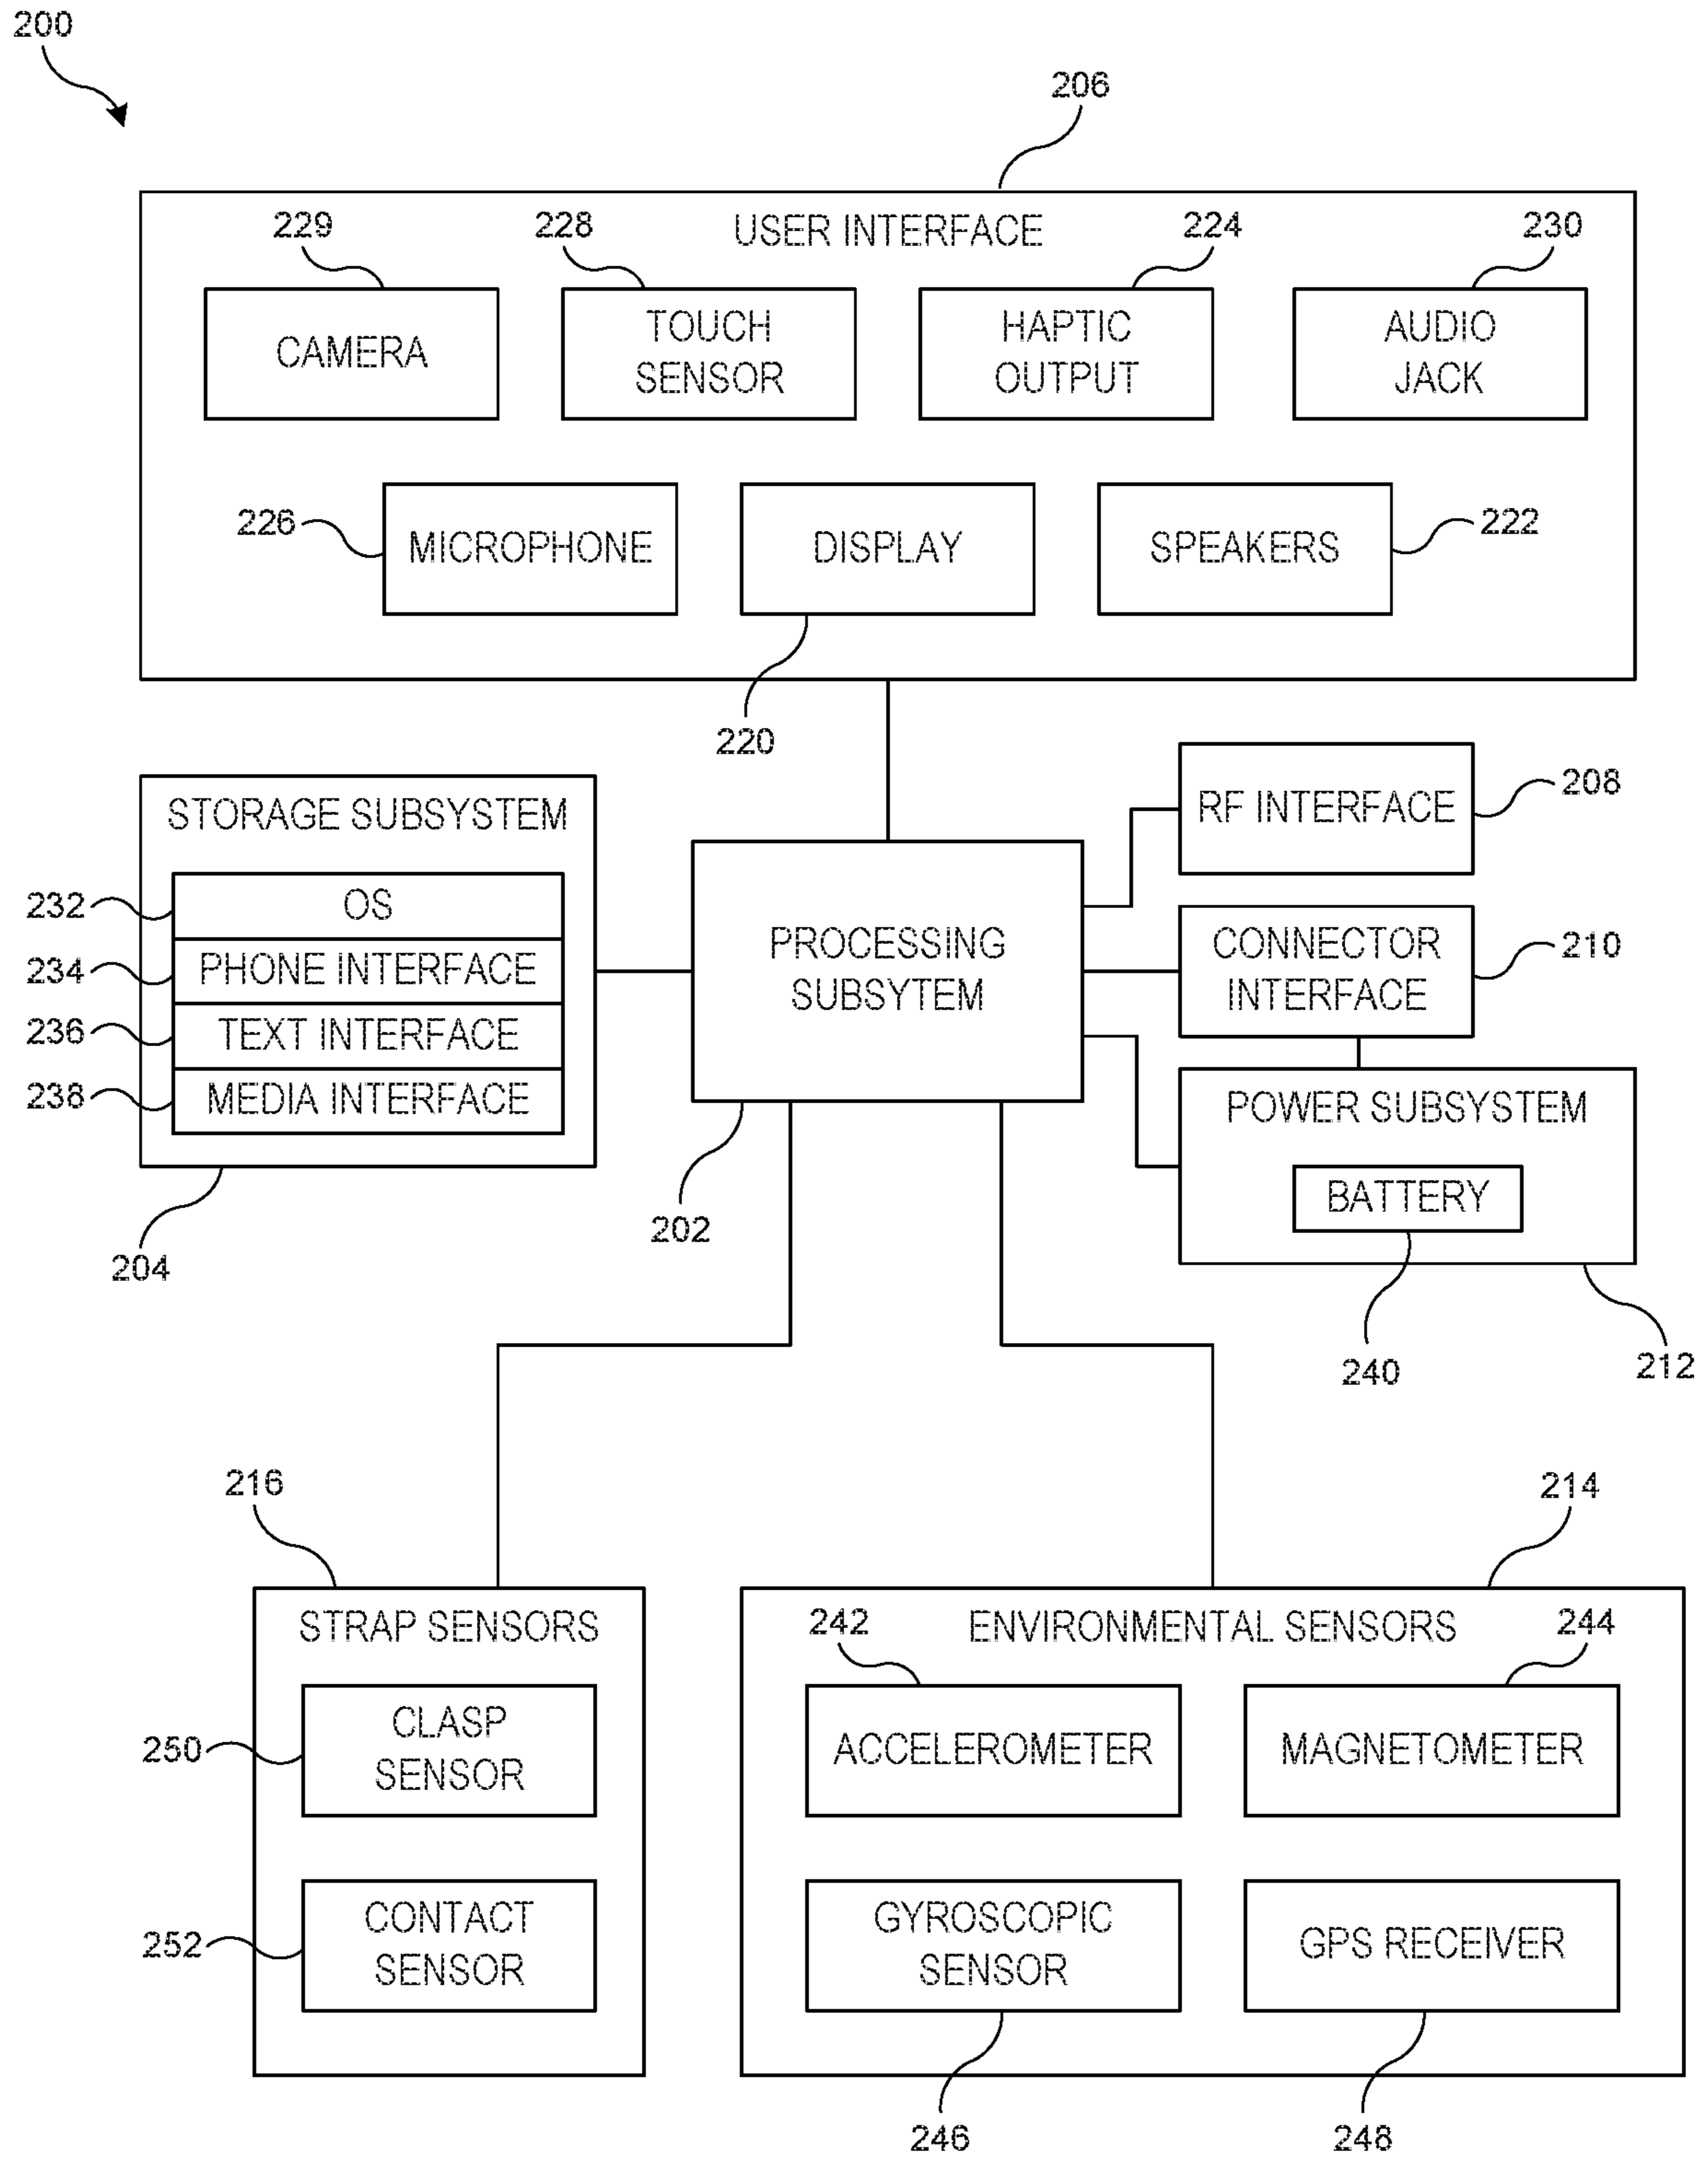 200
206
USER INTERFACE
229
228
224
230
CAMERA
TOUCH
SENSOR
HAPTIC
OUTPUT
AUDIO
JACK
226
MICROPHONE
DISPLAY
SPEAKERS
222
220
STORAGE SUBSYSTEM
232
OS
234
PHONE INTERFACE
236
TEXT INTERFACE
238
MEDIA INTERFACE
204
PROCESSING
SUBSYTEM
202
RF INTERFACE
208
CONNECTOR
INTERFACE
210
POWER SUBSYSTEM
BATTERY
240
212
216
STRAP SENSORS
250
CLASP
SENSOR
252
CONTACT
SENSOR
214
ENVIRONMENTAL SENSORS
242
244
ACCELEROMETER
MAGNETOMETER
GYROSCOPIC
SENSOR
GPS RECEIVER
246
248